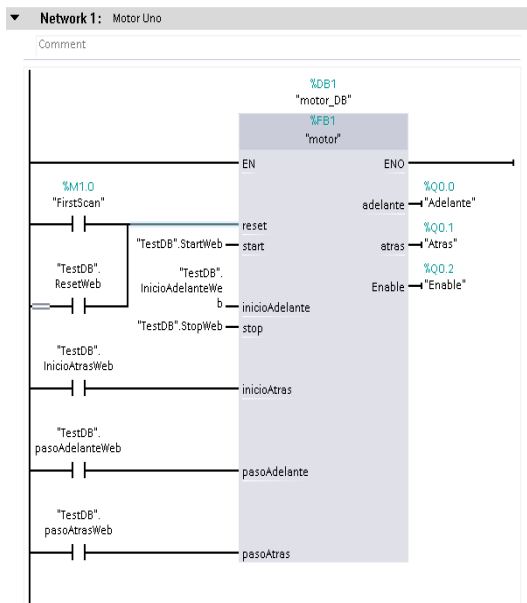 Network 1: Motor Uno
Comment
%DB1
"motor_DB"
%FB1
"motor"
EN
ENO
%M1.0
"FirstScan"
reset
"TestDB".StartWeb
start
"TestDB".
ResetWeb
"TestDB".
InicioAdelanteWe
b
inicioAdelante
"TestDB".StopWeb
stop
"TestDB".
InicioAtrasWeb
inicioAtras
"TestDB".
pasoAdelanteWeb
pasoAdelante
"TestDB".
pasoAtrasWeb
pasoAtras
adelante
%Q0.0
"Adelante"
atras
%Q0.1
"Atras"
Enable
%Q0.2
"Enable"